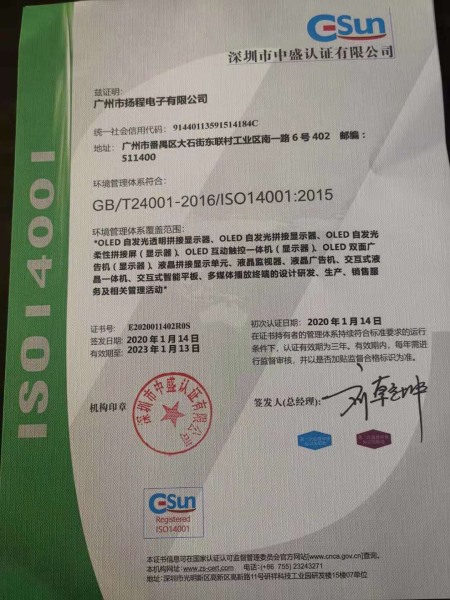 ISO14001
Sun
深圳市中盛认证有限公司
兹证明:
广州市扬程电子有限公司
统一社会信用代码: 91440113591514184C
地址: 广州市番禺区大石街东联村工业区南一路6号402 邮编:
511400
环境管理体系符合:
GB/T24001-2016/ISO14001:2015
环境管理体系覆盖范围:
*OLED自发光透明拼接显示器、OLED自发光拼接显示器、OLED自发光
柔性拼接屏(显示器)、OLED互动触控一体机(显示器)、OLED双面广
告机(显示器)、液晶拼接显示单元、液晶监视器、液晶广告机、交互式液
晶一体机、交互式智能平板、多媒体播放终端的设计研发、生产、销售服
务及相关管理活动*
证书号: E2020011402R0S
签发日期: 2020年1月14日
有效期至: 2023年1月13日
初次认证日期: 2020年1月14日
在证书持有者的管理体系持续符合标准要求的运行
条件下,认证有效期为三年。有效期内,每年需进
行监督审核,并以是否加贴监督合格标识为准。
机构印章
深圳市中盛认证有限公司
签发人(总经理):
Sun
Registered
ISO14001
本证书信息可在国家认证认可监督管理委员会官方网站(www.cnca.gov.cn)查询。
本机构网站: www.zs-cert.com 电话: (+86 755) 23243271
地址: 深圳市光明新区高新区高新路11号研祥科技工业园研发楼15楼07单位